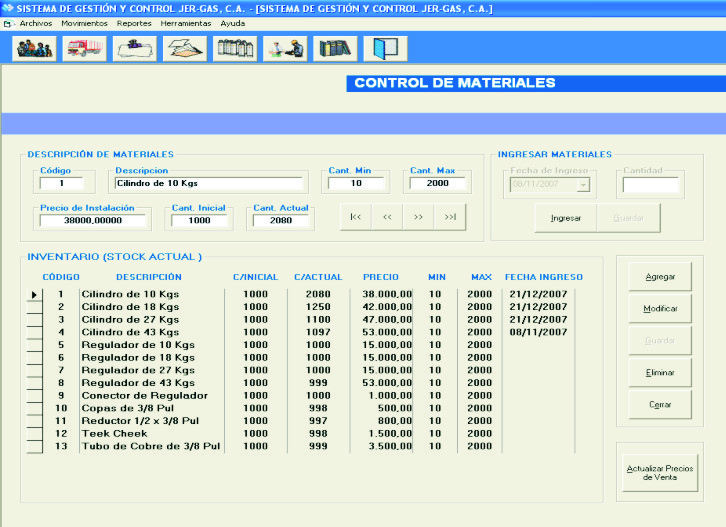 SISTEMA DE GESTIÓN Y CONTROL JER-GAS, C.A. - [SISTEMA DE GESTIÓN Y CONTROL JER-GAS, C.A.]
Archivos Movimientos Reportes Herramientas Ayuda
CONTROL DE MATERIALES
DESCRIPCIÓN DE MATERIALES
Código Descripcion Cant. Min Cant. Max
1 Cilindro de 10 Kgs 10 2000
Precio de Instalación Cant. Inicial Cant. Actual
38000,00000 1000 2080 |<< << >> >>|
INGRESAR MATERIALES
Fecha de Ingreso Cantidad
08/11/2007
Ingresar Guardar
INVENTARIO (STOCK ACTUAL )
CÓDIGO DESCRIPCIÓN C/INICIAL C/ACTUAL PRECIO MIN MAX FECHA INGRESO
1 Cilindro de 10 Kgs 1000 2080 38.000,00 10 2000 21/12/2007
2 Cilindro de 18 Kgs 1000 1250 42.000,00 10 2000 21/12/2007
3 Cilindro de 27 Kgs 1000 1100 47.000,00 10 2000 21/12/2007
4 Cilindro de 43 Kgs 1000 1097 53.000,00 10 2000 08/11/2007
5 Regulador de 10 Kgs 1000 1000 15.000,00 10 2000
6 Regulador de 18 Kgs 1000 1000 15.000,00 10 2000
7 Regulador de 27 Kgs 1000 1000 15.000,00 10 2000
8 Regulador de 43 Kgs 1000 999 53.000,00 10 2000
9 Conector de Regulador 1000 1000 1.000,00 10 2000
10 Copas de 3/8 Pul 1000 998 500,00 10 2000
11 Reductor 1/2 x 3/8 Pul 1000 997 800,00 10 2000
12 Teek Cheek 1000 998 1.500,00 10 2000
13 Tubo de Cobre de 3/8 Pul 1000 999 3.500,00 10 2000
Agregar
Modificar
Guardar
Eliminar
Cerrar
Actualizar Precios
de Venta